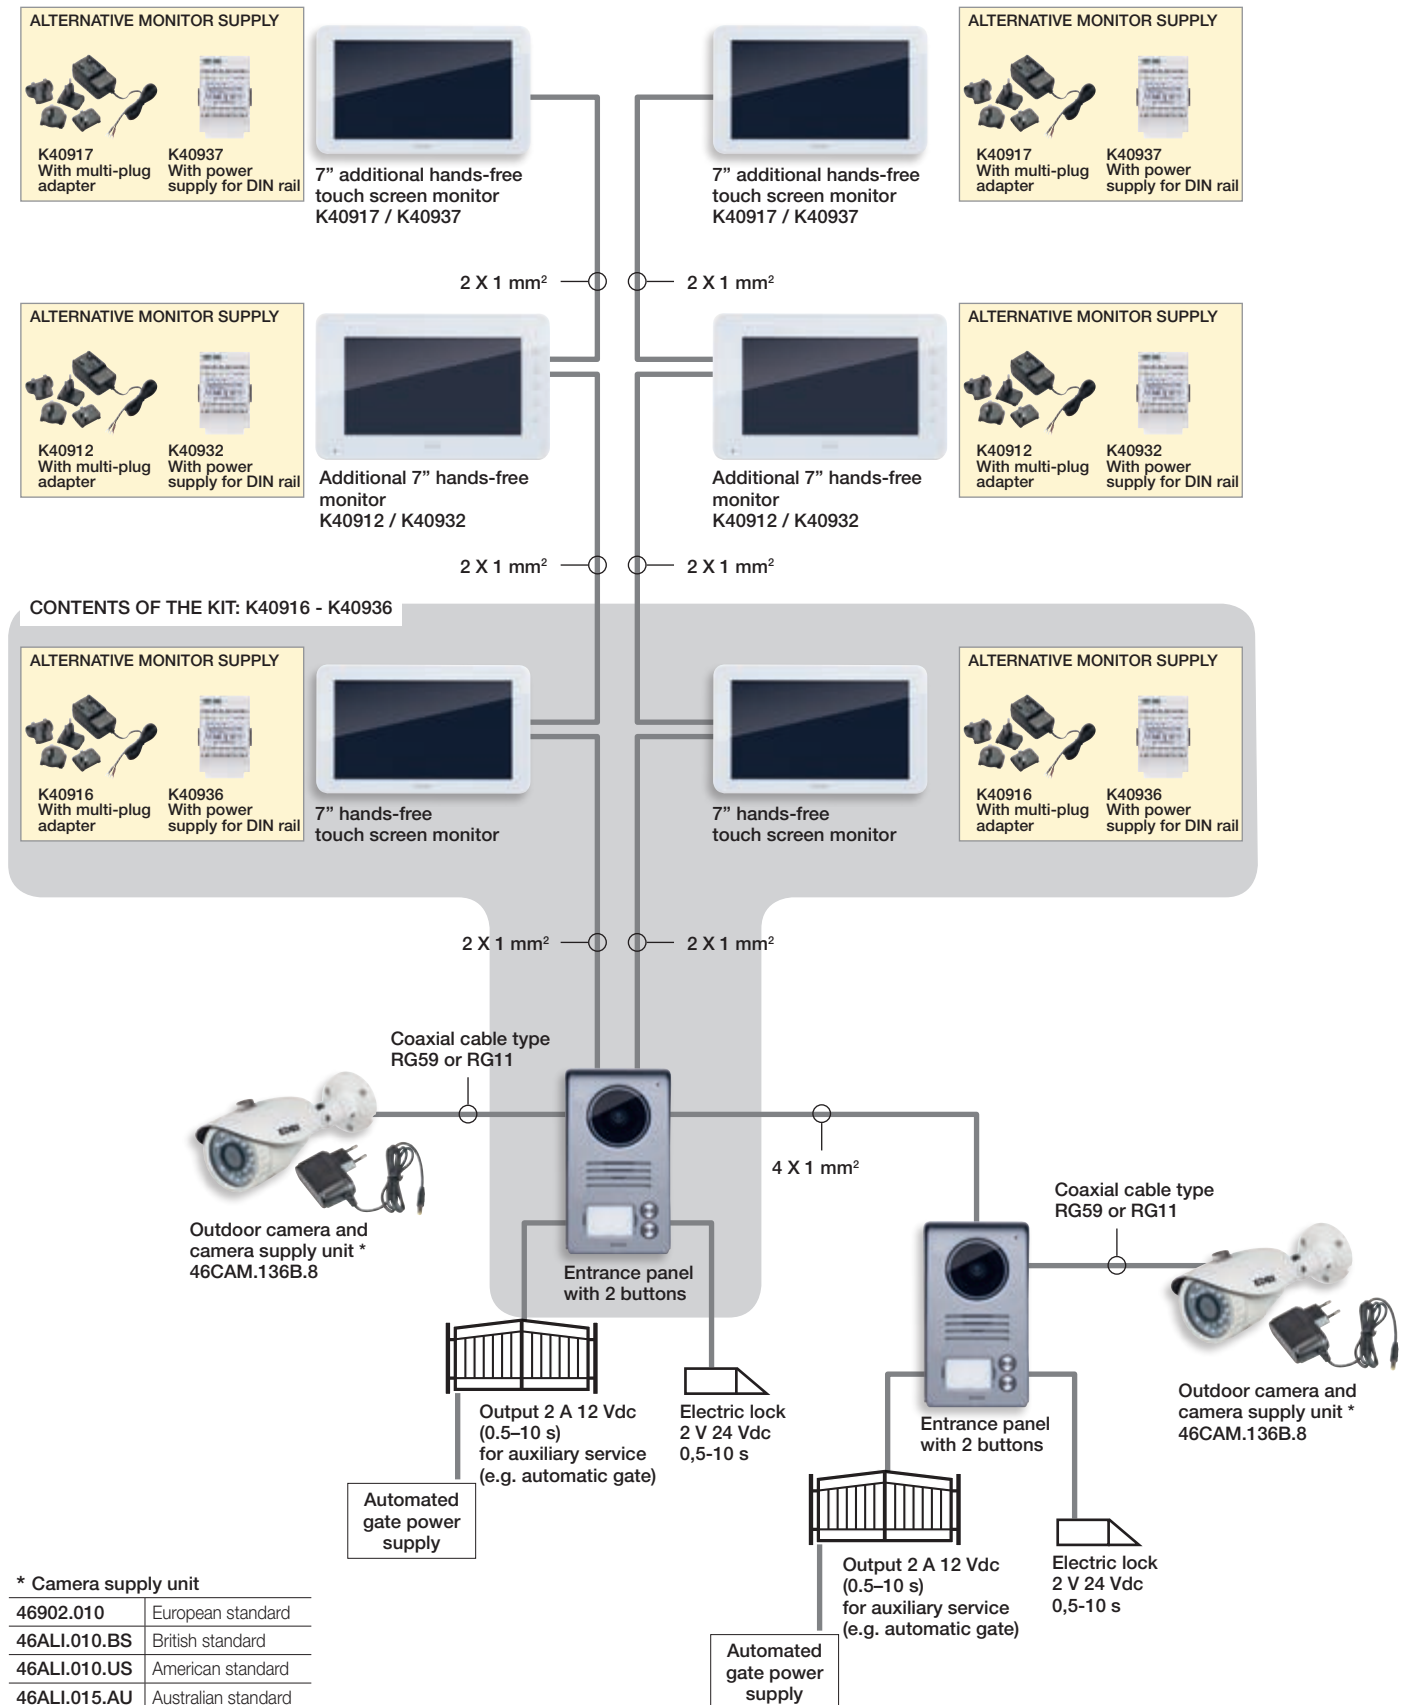 ALTERNATIVE MONITOR SUPPLY
K40917
With multi-plug
adapter
K40937
With power
supply for DIN rail
7” additional hands-free
touch screen monitor
K40917 / K40937
7” additional hands-free
touch screen monitor
K40917 / K40937
ALTERNATIVE MONITOR SUPPLY
K40917
With multi-plug
adapter
K40937
With power
supply for DIN rail
2 X 1 mm²
2 X 1 mm²
ALTERNATIVE MONITOR SUPPLY
K40912
With multi-plug
adapter
K40932
With power
supply for DIN rail
Additional 7” hands-free
monitor
K40912 / K40932
Additional 7” hands-free
monitor
K40912 / K40932
ALTERNATIVE MONITOR SUPPLY
K40912
With multi-plug
adapter
K40932
With power
supply for DIN rail
2 X 1 mm²
2 X 1 mm²
CONTENTS OF THE KIT: K40916 - K40936
ALTERNATIVE MONITOR SUPPLY
K40916
With multi-plug
adapter
K40936
With power
supply for DIN rail
7” hands-free
touch screen monitor
7” hands-free
touch screen monitor
ALTERNATIVE MONITOR SUPPLY
K40916
With multi-plug
adapter
K40936
With power
supply for DIN rail
2 X 1 mm²
2 X 1 mm²
Coaxial cable type
RG59 or RG11
4 X 1 mm²
Outdoor camera and
camera supply unit *
46CAM.136B.8
Entrance panel
with 2 buttons
Coaxial cable type
RG59 or RG11
Outdoor camera and
camera supply unit *
46CAM.136B.8
Entrance panel
with 2 buttons
Output 2 A 12 Vdc
(0.5–10 s)
for auxiliary service
(e.g. automatic gate)
Electric lock
2 V 24 Vdc
0,5-10 s
Automated
gate power
supply
Output 2 A 12 Vdc
(0.5–10 s)
for auxiliary service
(e.g. automatic gate)
Electric lock
2 V 24 Vdc
0,5-10 s
Automated
gate power
supply
* Camera supply unit
46902.010 European standard
46ALI.010.BS British standard
46ALI.010.US American standard
46ALI.015.AU Australian standard